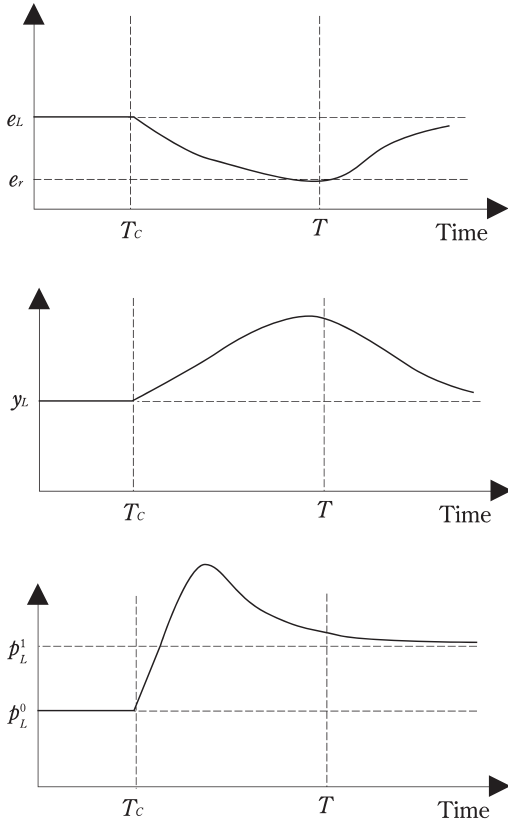 e_L
e_r
T_C T Time
y_L
T_C T Time
p_L^1
p_L^0
T_C T Time